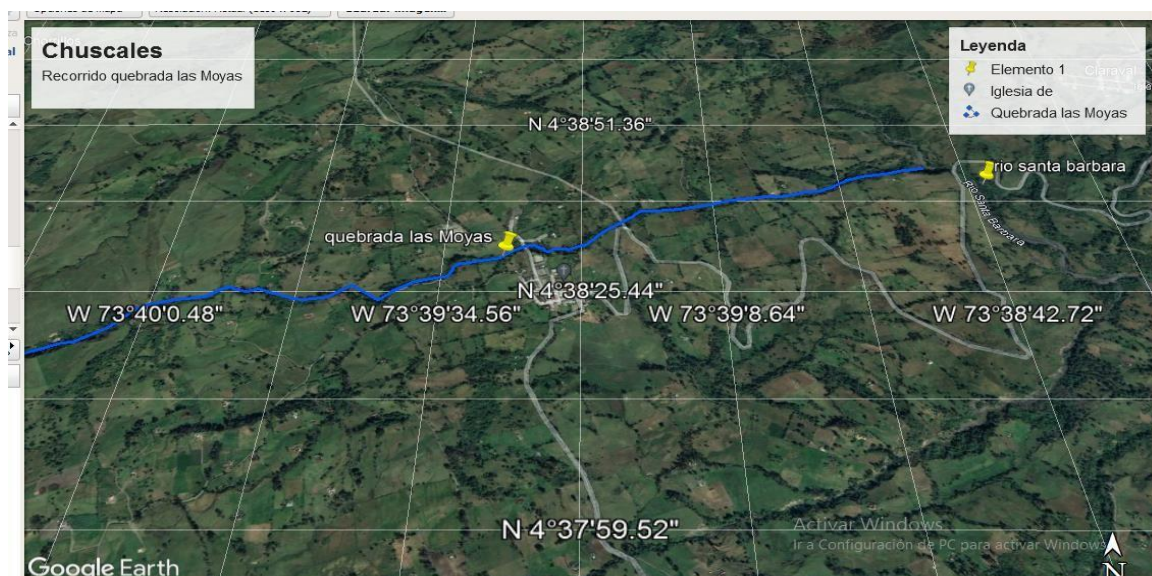 Chuscales
Recorrido quebrada las Moyas
Leyenda
Elemento 1
Iglesia de
Quebrada las Moyas
Claraval
N 4°38'51.36"
rio santa barbara
Rio Santa Barbara
quebrada las Moyas
N 4°38'25.44"
W 73°40'0.48"
W 73°39'34.56"
W 73°39'8.64"
W 73°38'42.72"
N 4°37'59.52"
Activar Windows
Ir a Configuración de PC para activar Windows
Google Earth
N